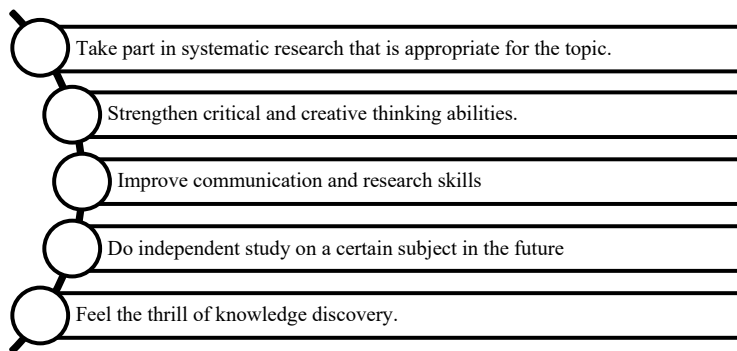 Take part in systematic research that is appropriate for the topic.
Strengthen critical and creative thinking abilities.
Improve communication and research skills
Do independent study on a certain subject in the future
Feel the thrill of knowledge discovery.